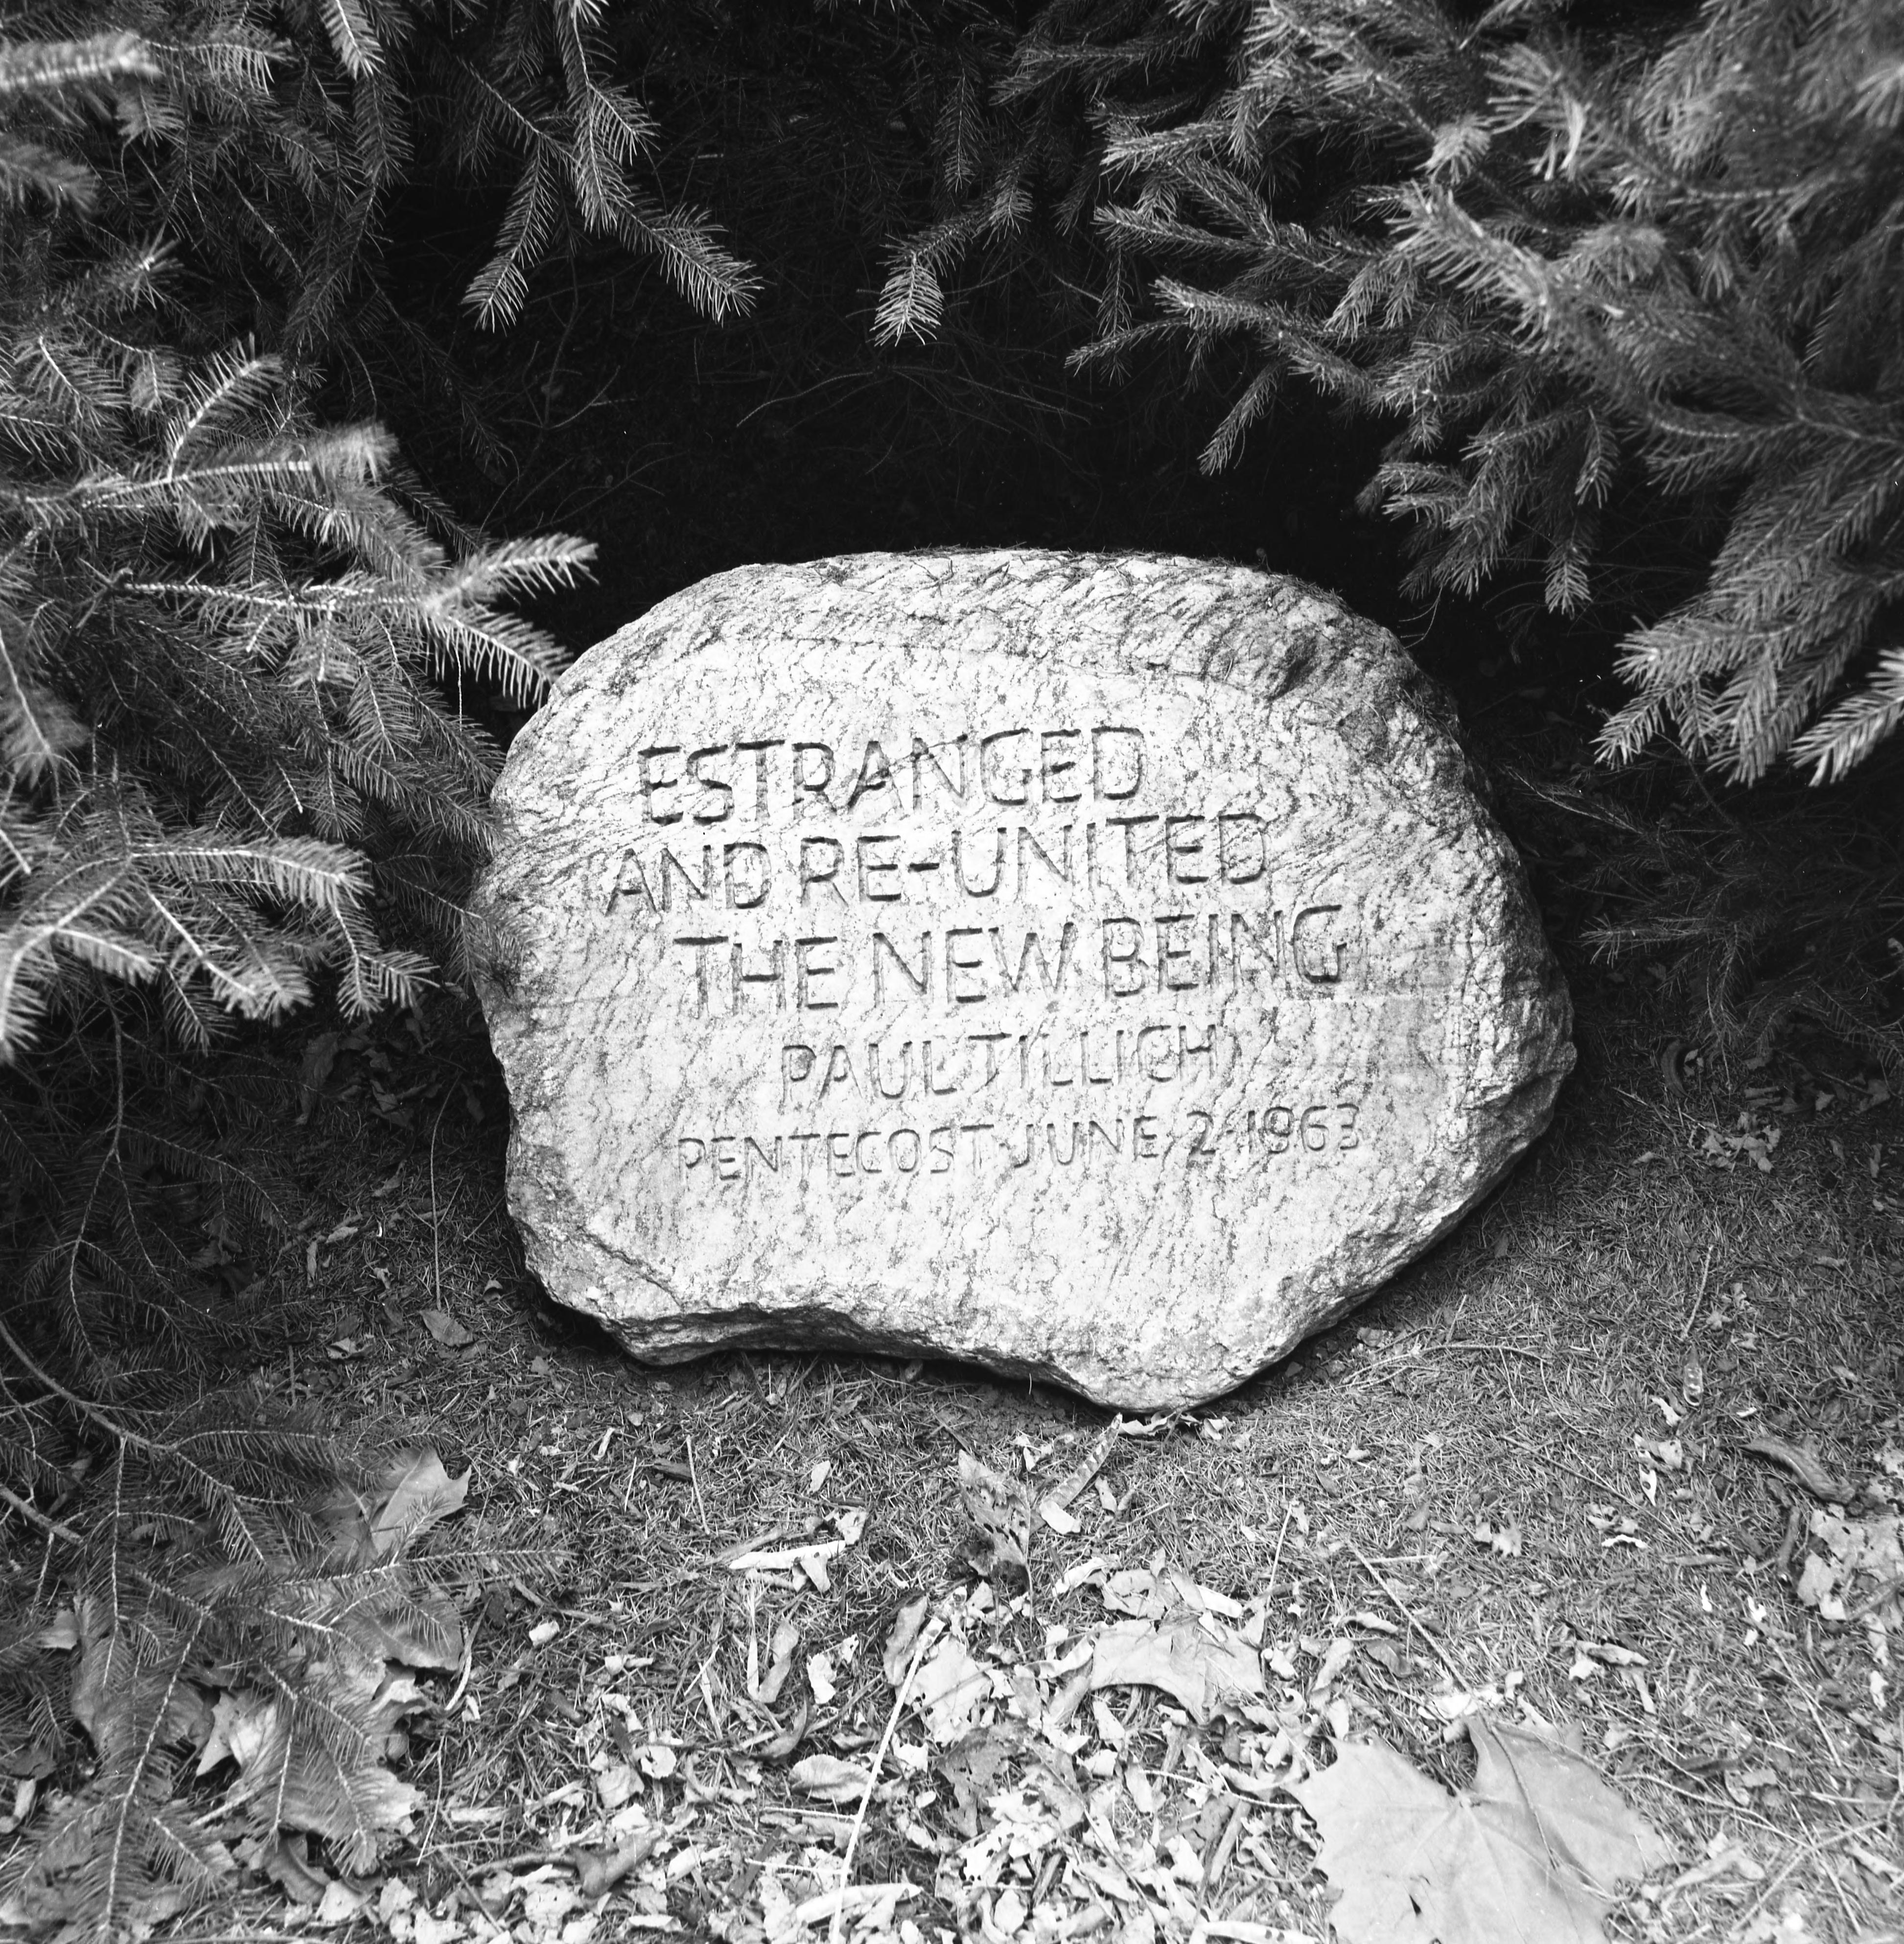 ESTRANGED
AND RE-UNITED
THE NEW BEING
PAUL TILLICH
PENTECOST·JUNE·2·1963